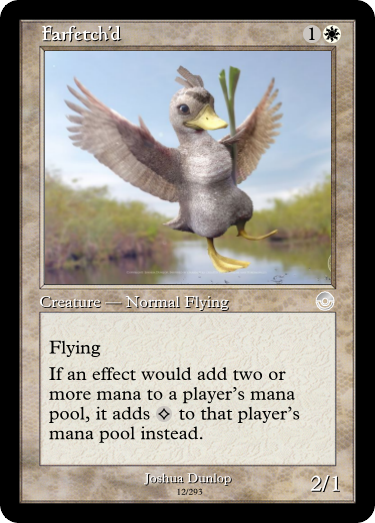 Farfetch'd
1
Creature — Normal Flying
Flying
If an effect would add two or
more mana to a player's mana
pool, it adds to that player's
mana pool instead.
Joshua Dunlop
12/293
2/1